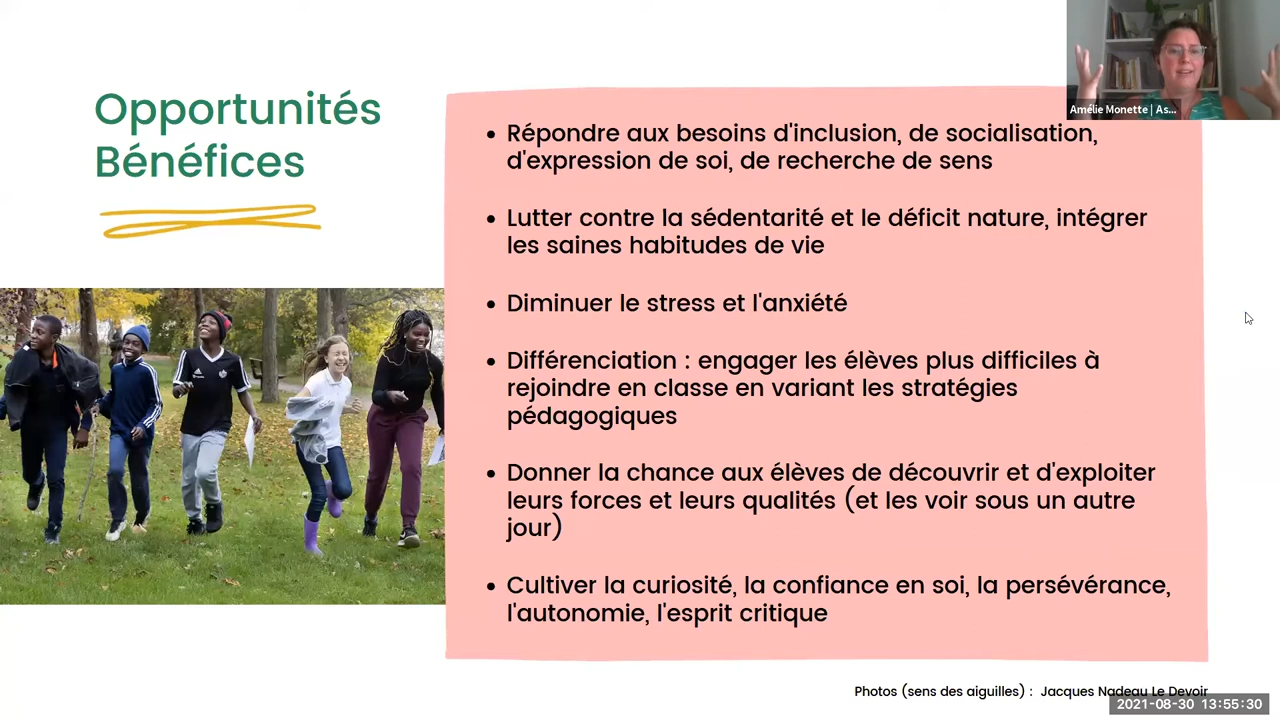 Opportunités
Bénéfices
Amélie Monette | As...
• Répondre aux besoins d'inclusion, de socialisation,
d'expression de soi, de recherche de sens
• Lutter contre la sédentarité et le déficit nature, intégrer
les saines habitudes de vie
• Diminuer le stress et l'anxiété
• Différenciation : engager les élèves plus difficiles à
rejoindre en classe en variant les stratégies
pédagogiques
• Donner la chance aux élèves de découvrir et d'exploiter
leurs forces et leurs qualités (et les voir sous un autre
jour)
• Cultiver la curiosité, la confiance en soi, la persévérance,
l'autonomie, l'esprit critique
Photos (sens des aiguilles) : Jacques Nadeau Le Devoir
2021-08-30 13:55:30